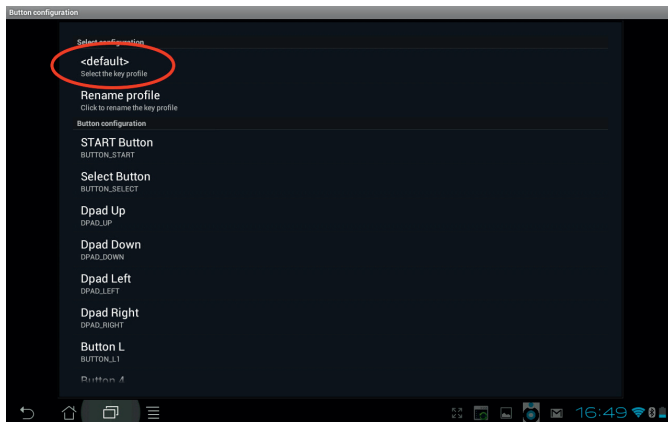 Button configuration
Select configuration
<default>
Select the key profile
Rename profile
Click to rename the key profile
Button configuration
START Button
BUTTON_START
Select Button
BUTTON_SELECT
Dpad Up
DPAD_UP
Dpad Down
DPAD_DOWN
Dpad Left
DPAD_LEFT
Dpad Right
DPAD_RIGHT
Button L
BUTTON_L1
Button 4
16:49